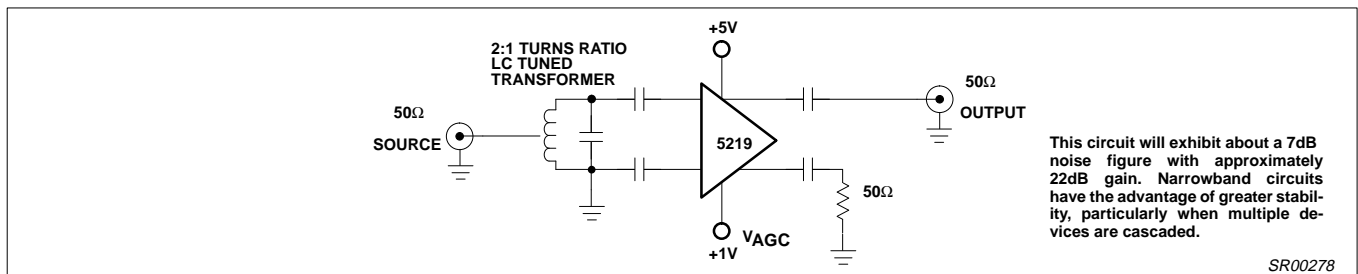 +5V
2:1 TURNS RATIO
LC TUNED
TRANSFORMER
50Ω
SOURCE
5219
50Ω
OUTPUT
50Ω
VAGC
+1V
This circuit will exhibit about a 7dB
noise figure with approximately
22dB gain. Narrowband circuits
have the advantage of greater stabil-
ity, particularly when multiple de-
vices are cascaded.
SR00278